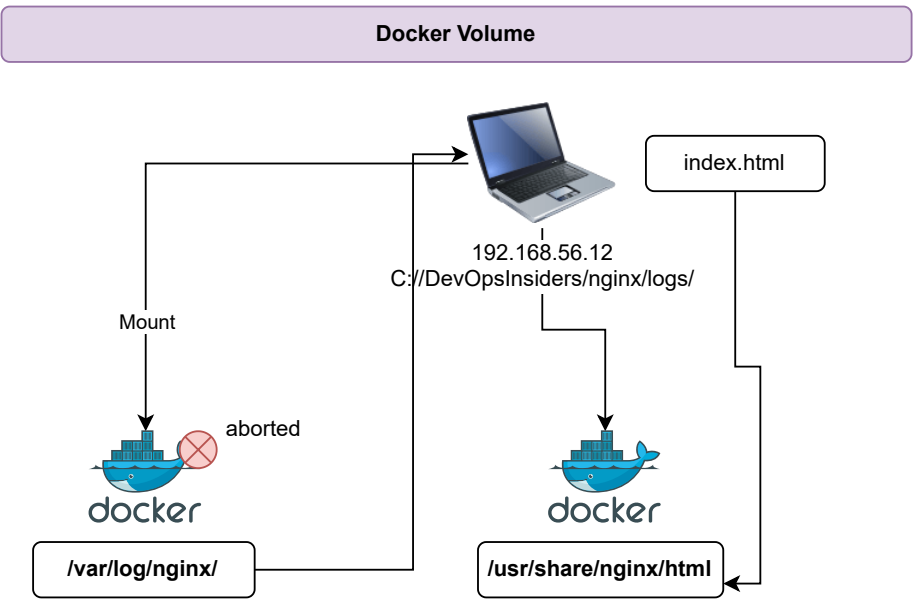 Docker Volume
index.html
192.168.56.12
C://DevOpsInsiders/nginx/logs/
Mount
aborted
docker
docker
/var/log/nginx/
/usr/share/nginx/html